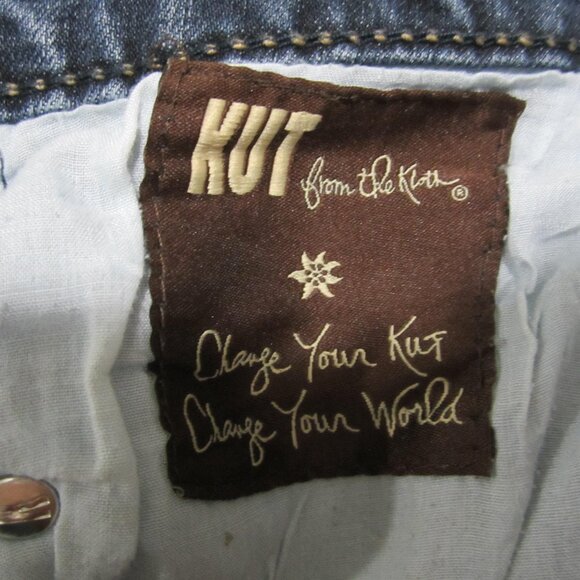 KUT from the Kloth®
Change Your Kut
Change Your World